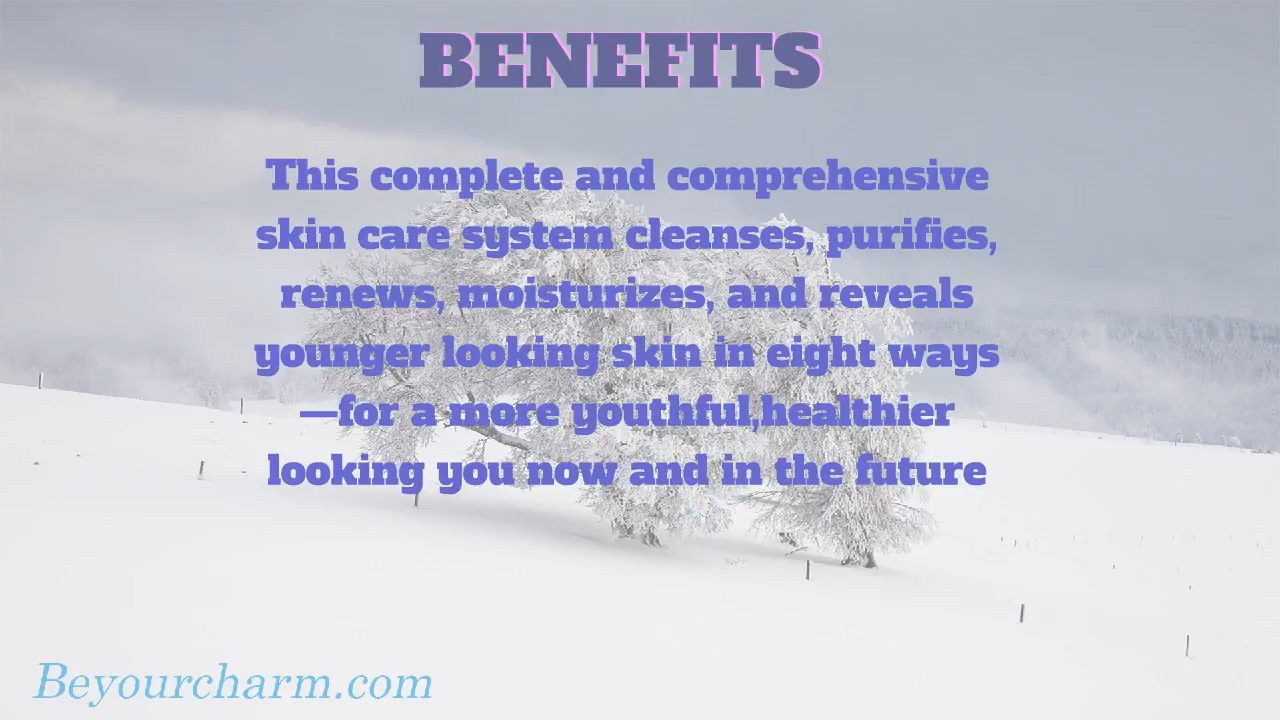 BENEFITS
This complete and comprehensive
skin care system cleanses, purifies,
renews, moisturizes, and reveals
younger looking skin in eight ways
—for a more youthful,healthier
looking you now and in the future
Beyourcharm.com